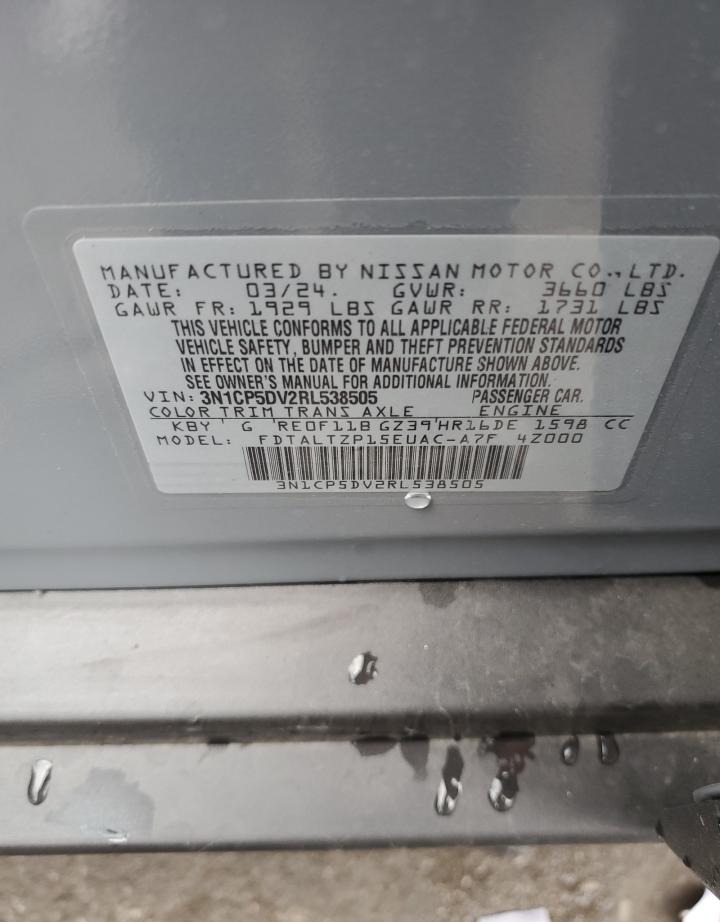 MANUFACTURED BY NISSAN MOTOR CO., LTD.
DATE: 03/24. GVWR: 3660 LBS
GAWR FR: 1929 LBS GAWR RR: 1731 LBS
THIS VEHICLE CONFORMS TO ALL APPLICABLE FEDERAL MOTOR
VEHICLE SAFETY, BUMPER AND THEFT PREVENTION STANDARDS
IN EFFECT ON THE DATE OF MANUFACTURE SHOWN ABOVE.
SEE OWNER'S MANUAL FOR ADDITIONAL INFORMATION.
VIN: 3N1CP5DV2RL538505 PASSENGER CAR.
COLOR TRIM TRANS AXLE ENGINE
KBY G RE0F11B GZ39 HR16DE 1598 CC
MODEL: FDTALTZP15EUAC-A7F 4Z000
3N1CP5DV2RL538505